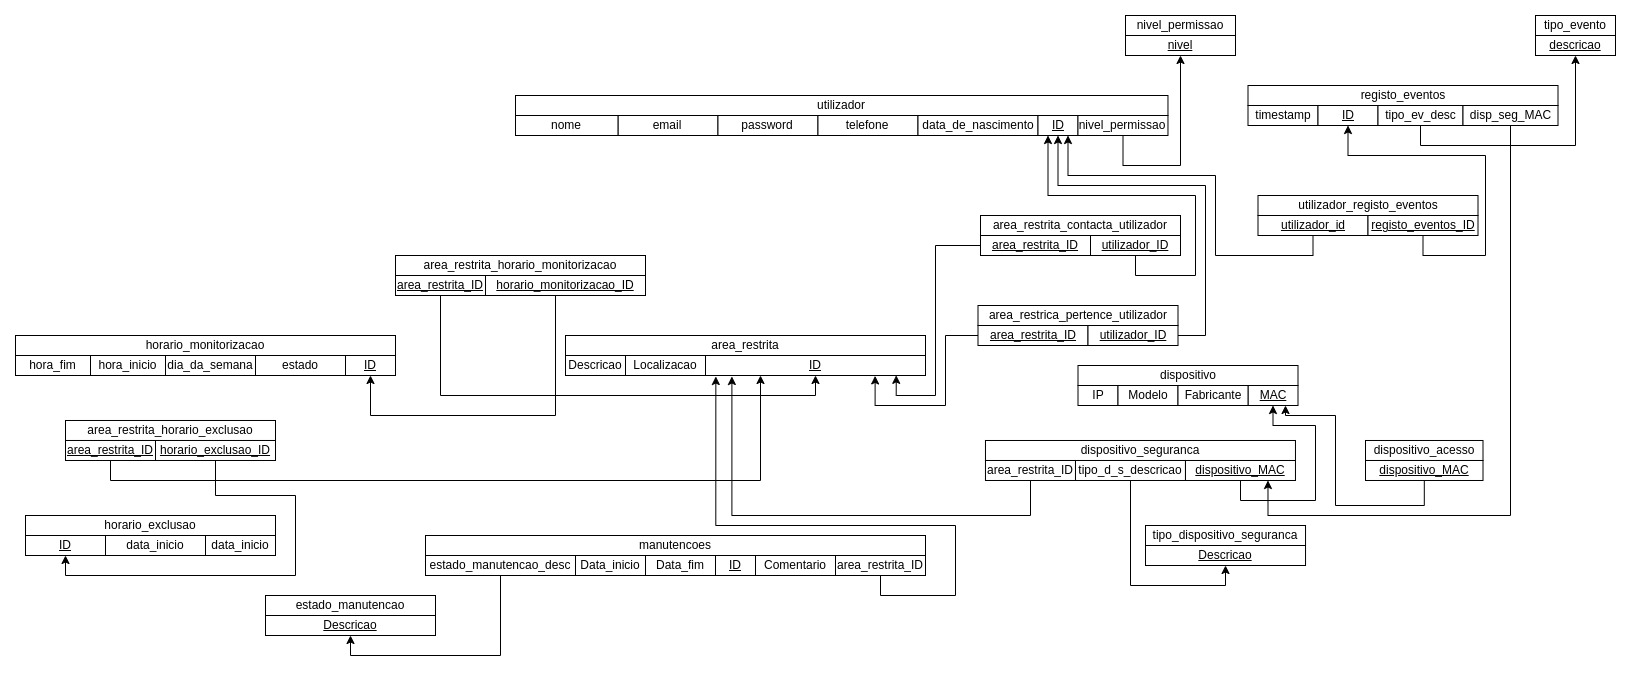 nivel_permissao
nivel
tipo_evento
descricao
utilizador
nome email password telefone data_de_nascimento ID nivel_permissao
registo_eventos
timestamp ID tipo_ev_desc disp_seg_MAC
utilizador_registo_eventos
utilizador_id registo_eventos_ID
area_restrita_contacta_utilizador
area_restrita_ID utilizador_ID
area_restrita_horario_monitorizacao
area_restrita_ID horario_monitorizacao_ID
area_restrica_pertence_utilizador
area_restrita_ID utilizador_ID
horario_monitorizacao
hora_fim hora_inicio dia_da_semana estado ID
area_restrita
Descricao Localizacao ID
dispositivo
IP Modelo Fabricante MAC
area_restrita_horario_exclusao
area_restrita_ID horario_exclusao_ID
dispositivo_seguranca
area_restrita_ID tipo_d_s_descricao dispositivo_MAC
dispositivo_acesso
dispositivo_MAC
horario_exclusao
ID data_inicio data_inicio
manutencoes
estado_manutencao_desc Data_inicio Data_fim ID Comentario area_restrita_ID
tipo_dispositivo_seguranca
Descricao
estado_manutencao
Descricao